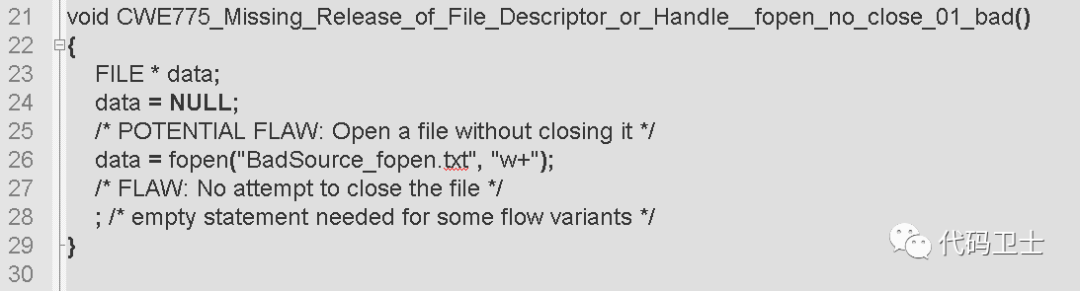 21 void CWE775_Missing_Release_of_File_Descriptor_or_Handle__fopen_no_close_01_bad()
22 {
23 FILE * data;
24 data = NULL;
25 /* POTENTIAL FLAW: Open a file without closing it */
26 data = fopen("BadSource_fopen.txt", "w+");
27 /* FLAW: No attempt to close the file */
28 ; /* empty statement needed for some flow variants */
29 }
30
代码卫士